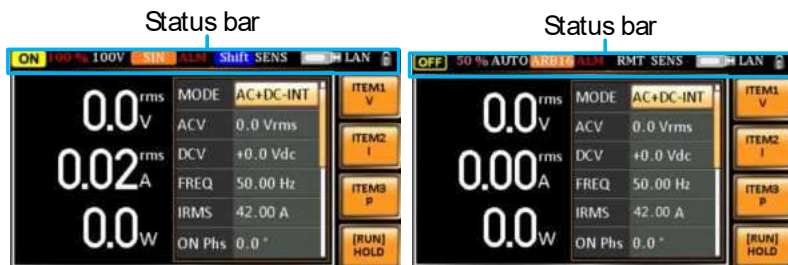 Status bar
ON 100 % 100V SIN ALM Shift SENS LAN
0.0 rms V
0.02 rms A
0.0 W
MODE AC+DC-INT
ACV 0.0 Vrms
DCV +0.0 Vdc
FREQ 50.00 Hz
IRMS 42.00 A
ON Phs 0.0 °
ITEM1
V
ITEM2
I
ITEM3
P
[RUN]
HOLD
Status bar
OFF 50 % AUTO ARB16 ALM RMT SENS LAN
0.0 rms V
0.00 rms A
0.0 W
MODE AC+DC-INT
ACV 0.0 Vrms
DCV +0.0 Vdc
FREQ 50.00 Hz
IRMS 42.00 A
ON Phs 0.0 °
ITEM1
V
ITEM2
I
ITEM3
P
[RUN]
HOLD